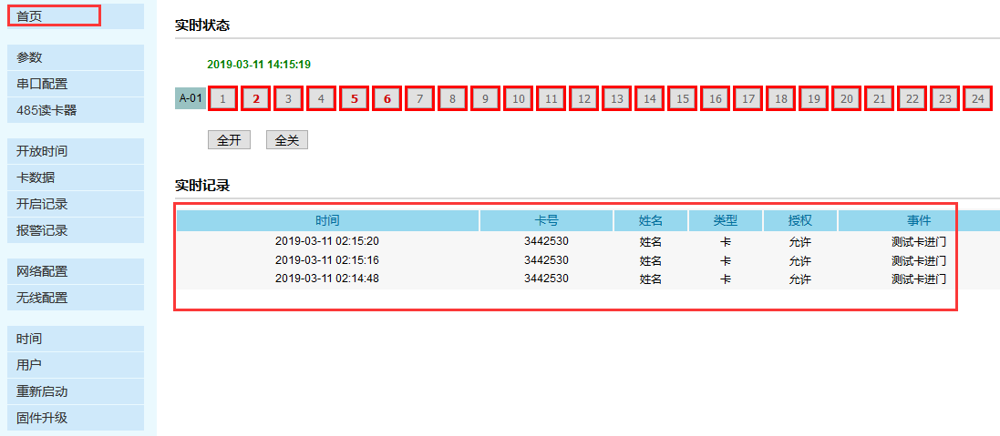 首页
参数
串口配置
485读卡器
开放时间
卡数据
开启记录
报警记录
网络配置
无线配置
时间
用户
重新启动
固件升级
实时状态
2019-03-11 14:15:19
A-01 1 2 3 4 5 6 7 8 9 10 11 12 13 14 15 16 17 18 19 20 21 22 23 24
全开 全关
实时记录
时间 卡号 姓名 类型 授权 事件
2019-03-11 02:15:20 3442530 姓名 卡 允许 测试卡进门
2019-03-11 02:15:16 3442530 姓名 卡 允许 测试卡进门
2019-03-11 02:14:48 3442530 姓名 卡 允许 测试卡进门